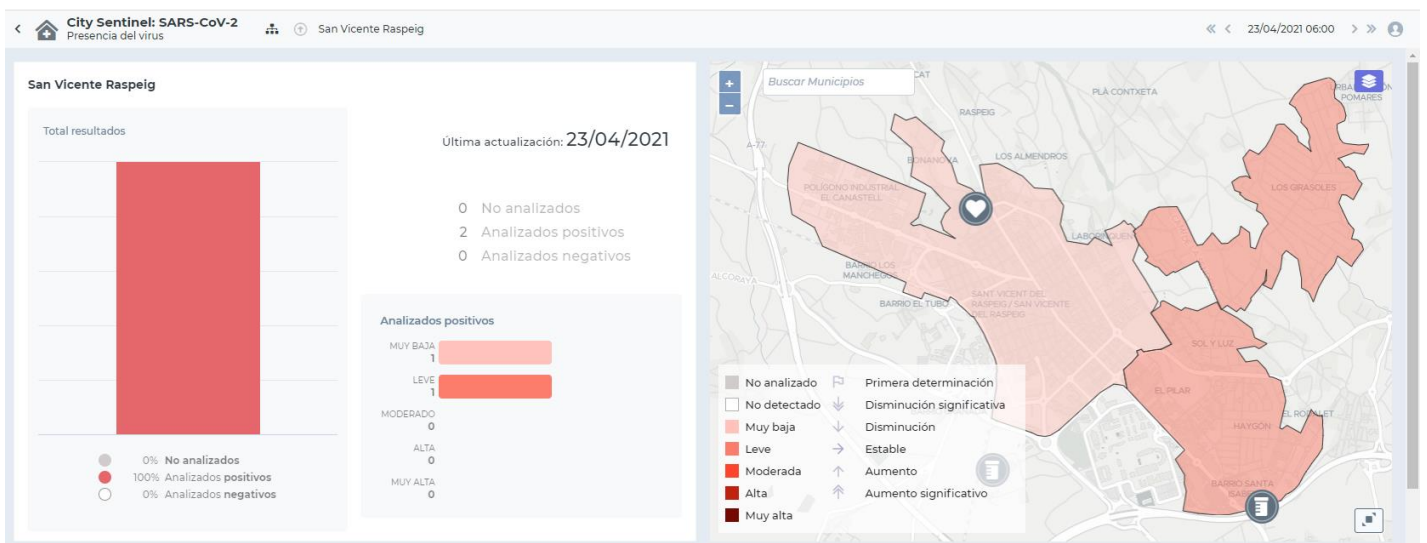 City Sentinel: SARS-CoV-2
Presencia del virus
San Vicente Raspeig
23/04/2021 06:00
San Vicente Raspeig
Total resultados
0% No analizados
100% Analizados positivos
0% Analizados negativos
Última actualización: 23/04/2021
0 No analizados
2 Analizados positivos
0 Analizados negativos
Analizados positivos
MUY BAJA
1
LEVE
1
MODERADO
0
ALTA
0
MUY ALTA
0
+
−
Buscar Municipios
CAT
PLÀ CONTXETA
POMARES
RASPEIG
A-77
BONANOVA
LOS ALMENDROS
POLÍGONO INDUSTRIAL
EL CANASTELL
LOS GIRASOLES
BARRIO LOS
MANCHEGOS
ALCORAYA
BARRIO EL TUBO
SANT VICENT DEL
RASPEIG / SAN VICENTE
DEL RASPEIG
SOL Y LUZ
EL PILAR
HAYGÓN
EL RODALET
BARRIO SANTA
No analizado
No detectado
Muy baja
Leve
Moderada
Alta
Muy alta
Primera determinación
Disminución significativa
Disminución
Estable
Aumento
Aumento significativo